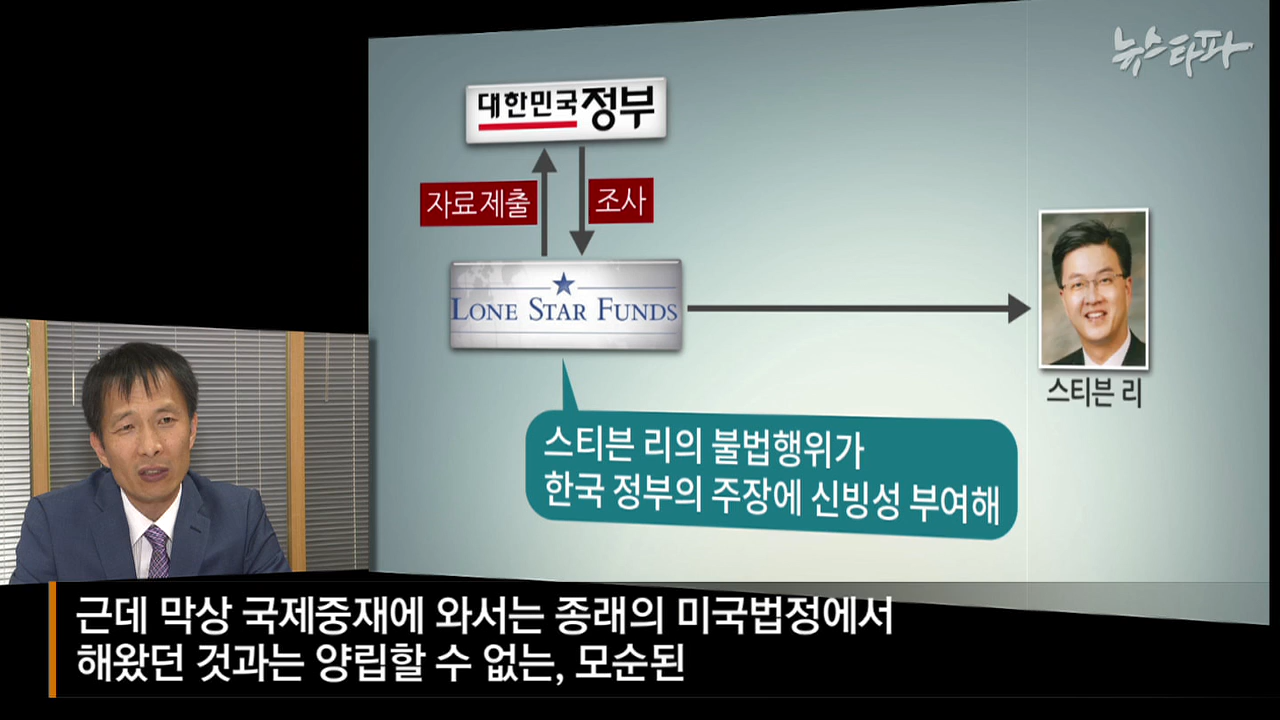 뉴스타파
대한민국정부
자료제출
조사
LONE STAR FUNDS
스티븐 리
스티븐 리의 불법행위가
한국 정부의 주장에 신빙성 부여해
근데 막상 국제중재에 와서는 종래의 미국법정에서
해왔던 것과는 양립할 수 없는, 모순된